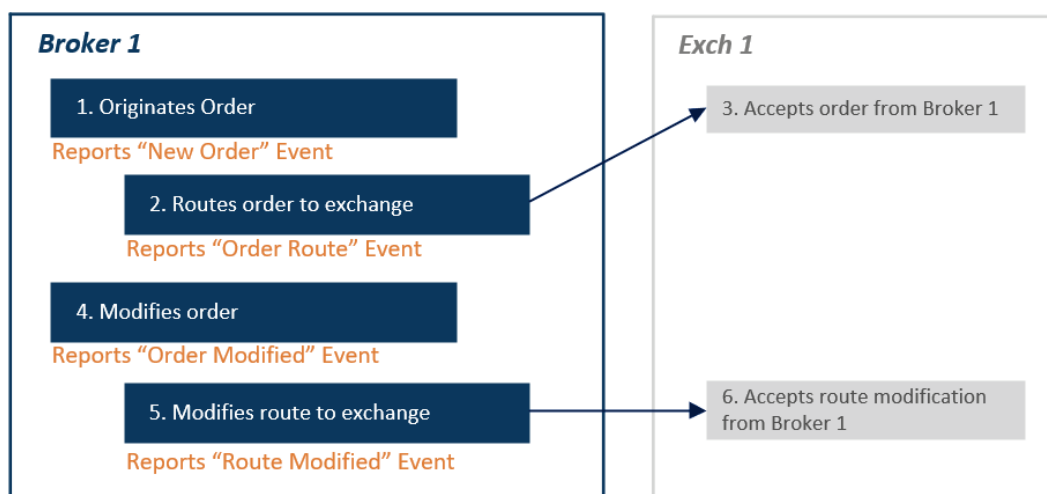 Broker 1
1. Originates Order
Reports “New Order” Event
2. Routes order to exchange
Reports “Order Route” Event
4. Modifies order
Reports “Order Modified” Event
5. Modifies route to exchange
Reports “Route Modified” Event
Exch 1
3. Accepts order from Broker 1
6. Accepts route modification
from Broker 1